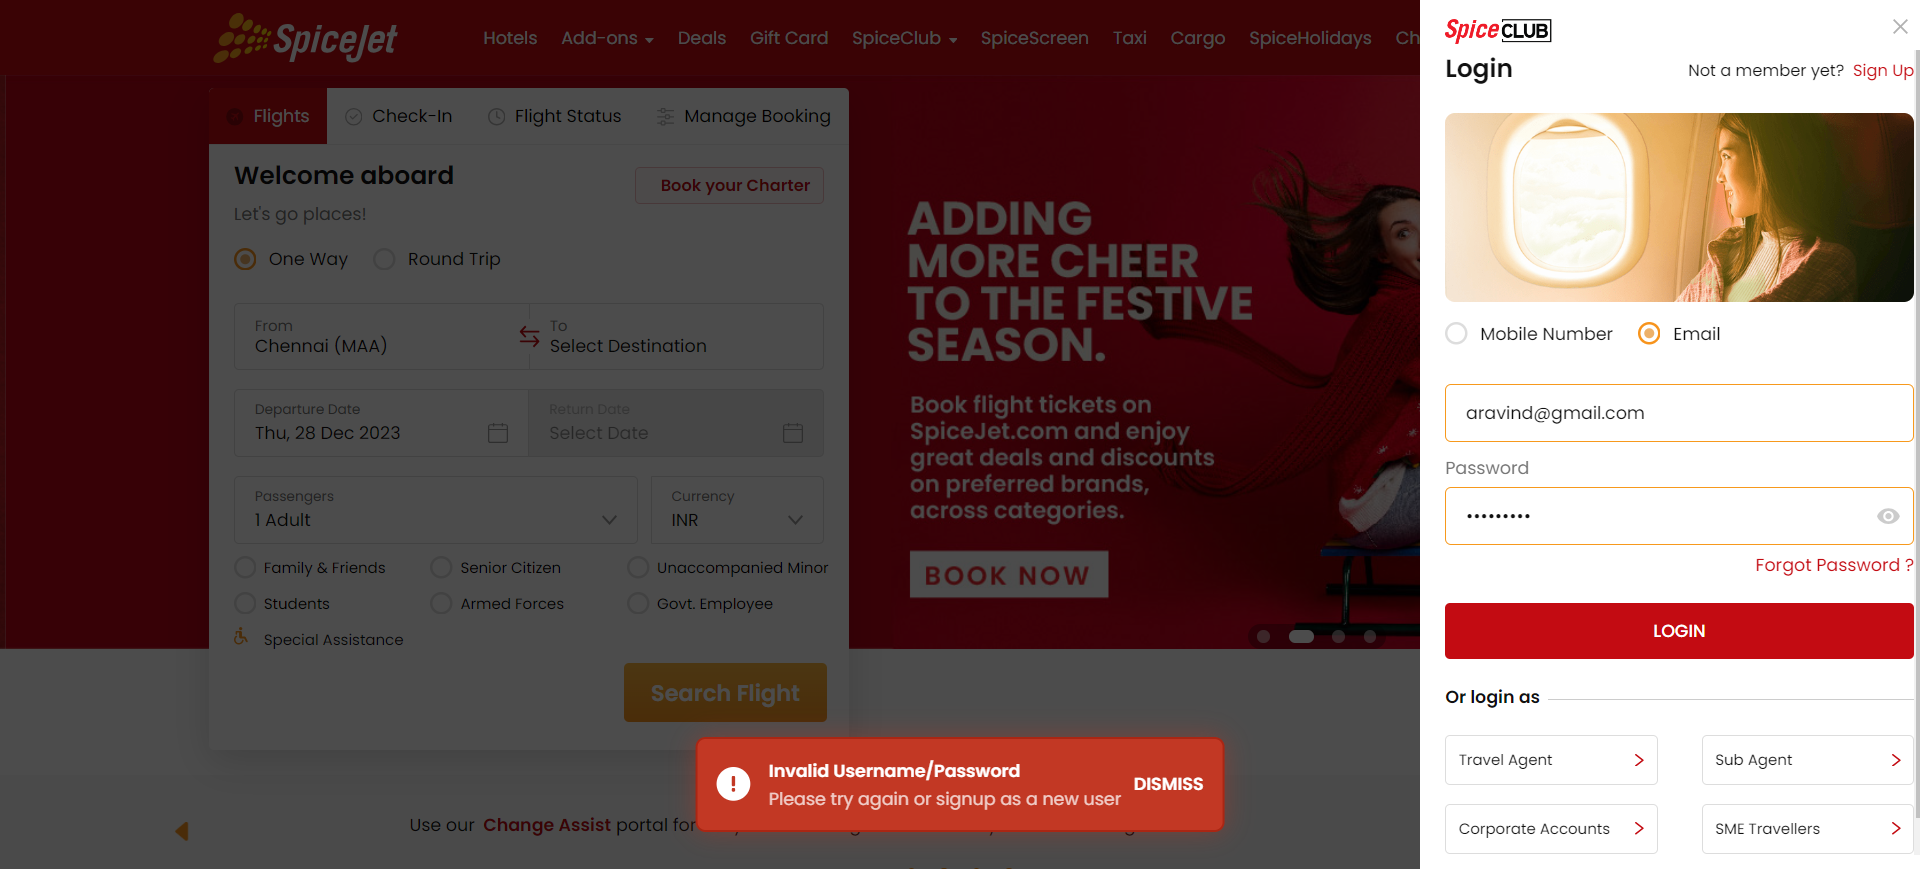 SpiceJet
Hotels
Add-ons
Deals
Gift Card
SpiceClub
SpiceScreen
Taxi
Cargo
SpiceHolidays
Ch
Flights
Check-In
Flight Status
Manage Booking
Welcome aboard
Book your Charter
Let's go places!
One Way
Round Trip
From
Chennai (MAA)
To
Select Destination
Departure Date
Thu, 28 Dec 2023
Return Date
Select Date
Passengers
1 Adult
Currency
INR
Family & Friends
Senior Citizen
Unaccompanied Minor
Students
Armed Forces
Govt. Employee
Special Assistance
Search Flight
ADDING
MORE CHEER
TO THE FESTIVE
SEASON.
Book flight tickets on
SpiceJet.com and enjoy
great deals and discounts
on preferred brands,
across categories.
BOOK NOW
Invalid Username/Password
Please try again or signup as a new user
DISMISS
Use our Change Assist portal for
SpiceCLUB
Login
Not a member yet? Sign Up
Mobile Number
Email
aravind@gmail.com
Password
•••••••••
Forgot Password ?
LOGIN
Or login as
Travel Agent
Sub Agent
Corporate Accounts
SME Travellers